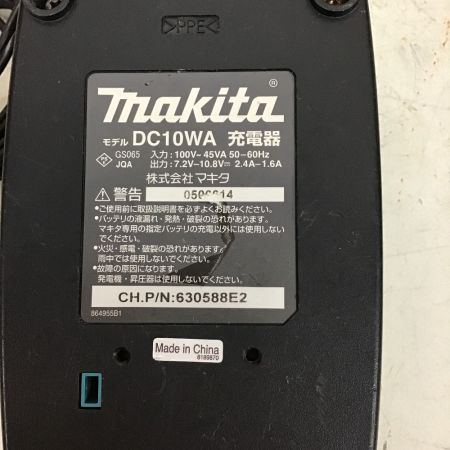 >PPE<
makita®
モデル DC10WA 充電器
GS065 入力:100V~45VA 50-60Hz
JQA 出力:7.2V⎓10.8V⎓ 2.4A-1.6A
株式会社マキタ
⚠警告
●ご使用前に取扱説明書を必ずよくお読みください。
●バッテリの液漏れ・発熱・破裂の恐れがあります。
マキタ専用の指定バッテリの充電以外には使用しない
でください。
●火災・感電・破裂の恐れがあります。
雨中では使用しないでください。
●故障の原因になります。
発電機・昇圧器は使用しないでください。
CH.P/N:630588E2
864955B1
Made in China